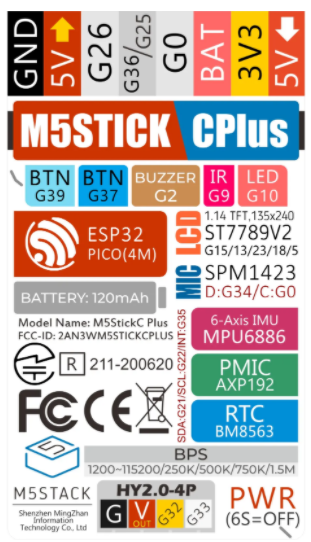 GND 5V G26 G36/G25 G0 BAT 3V3 5V
M5STICK CPlus
BTN G39
BTN G37
BUZZER G2
IR G9
LED G10
ESP32
PICO(4M)
LCD
1.14 TFT,135x240
ST7789V2
G15/13/23/18/5
MIC
SPM1423
D:G34/C:G0
BATTERY: 120mAh
Model Name: M5StickC Plus
FCC-ID: 2AN3WM5STICKCPLUS
R 211-200620
FC CE
SDA:G21/SCL:G22/INT:G35
6-Axis IMU
MPU6886
PMIC
AXP192
RTC
BM8563
BPS
1200~115200/250K/500K/750K/1.5M
5
M5STACK
Shenzhen MingZhan
Information
Technology Co., Ltd
HY2.0-4P
G V OUT G32 G33
PWR
(6S=OFF)